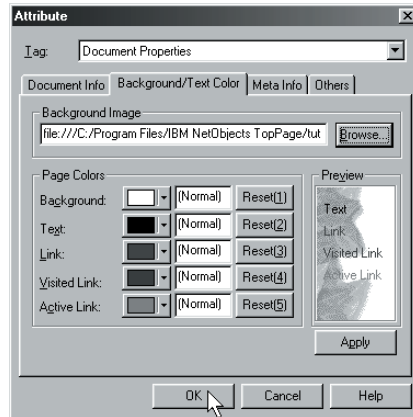 Attribute
Tag: Document Properties
Document Info Background/Text Color Meta Info Others
Background Image
file:///C:/Program Files/IBM NetObjects TopPage/tut Browse...
Page Colors
Background: (Normal) Reset(1)
Text: (Normal) Reset(2)
Link: (Normal) Reset(3)
Visited Link: (Normal) Reset(4)
Active Link: (Normal) Reset(5)
Preview
Text
Link
Visited Link
Active Link
Apply
OK Cancel Help